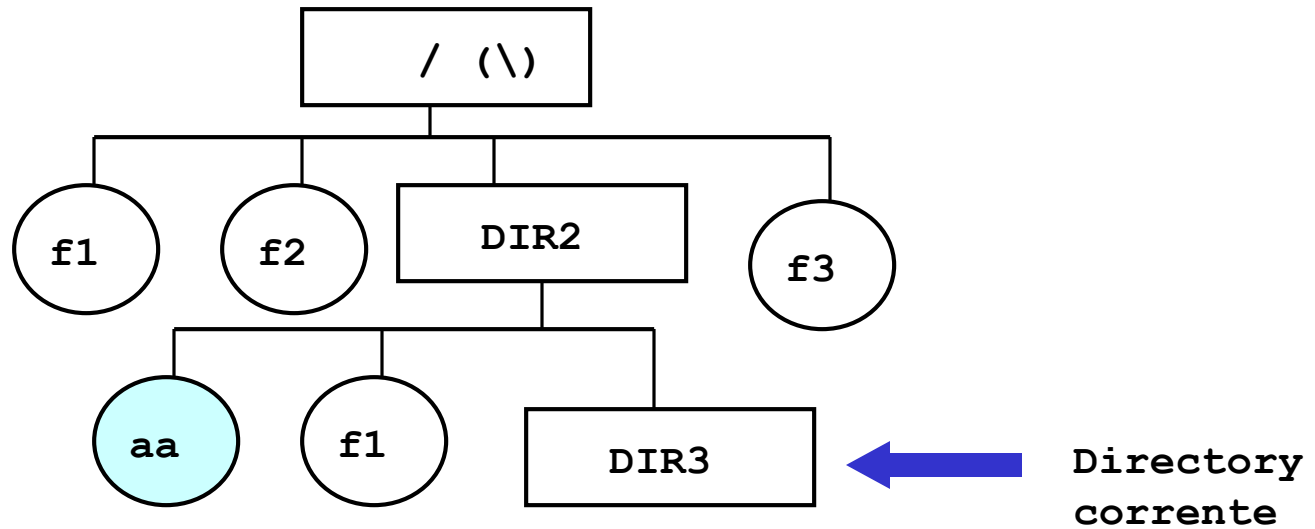 / (\)
f1
f2
DIR2
f3
aa
f1
DIR3
Directory
corrente